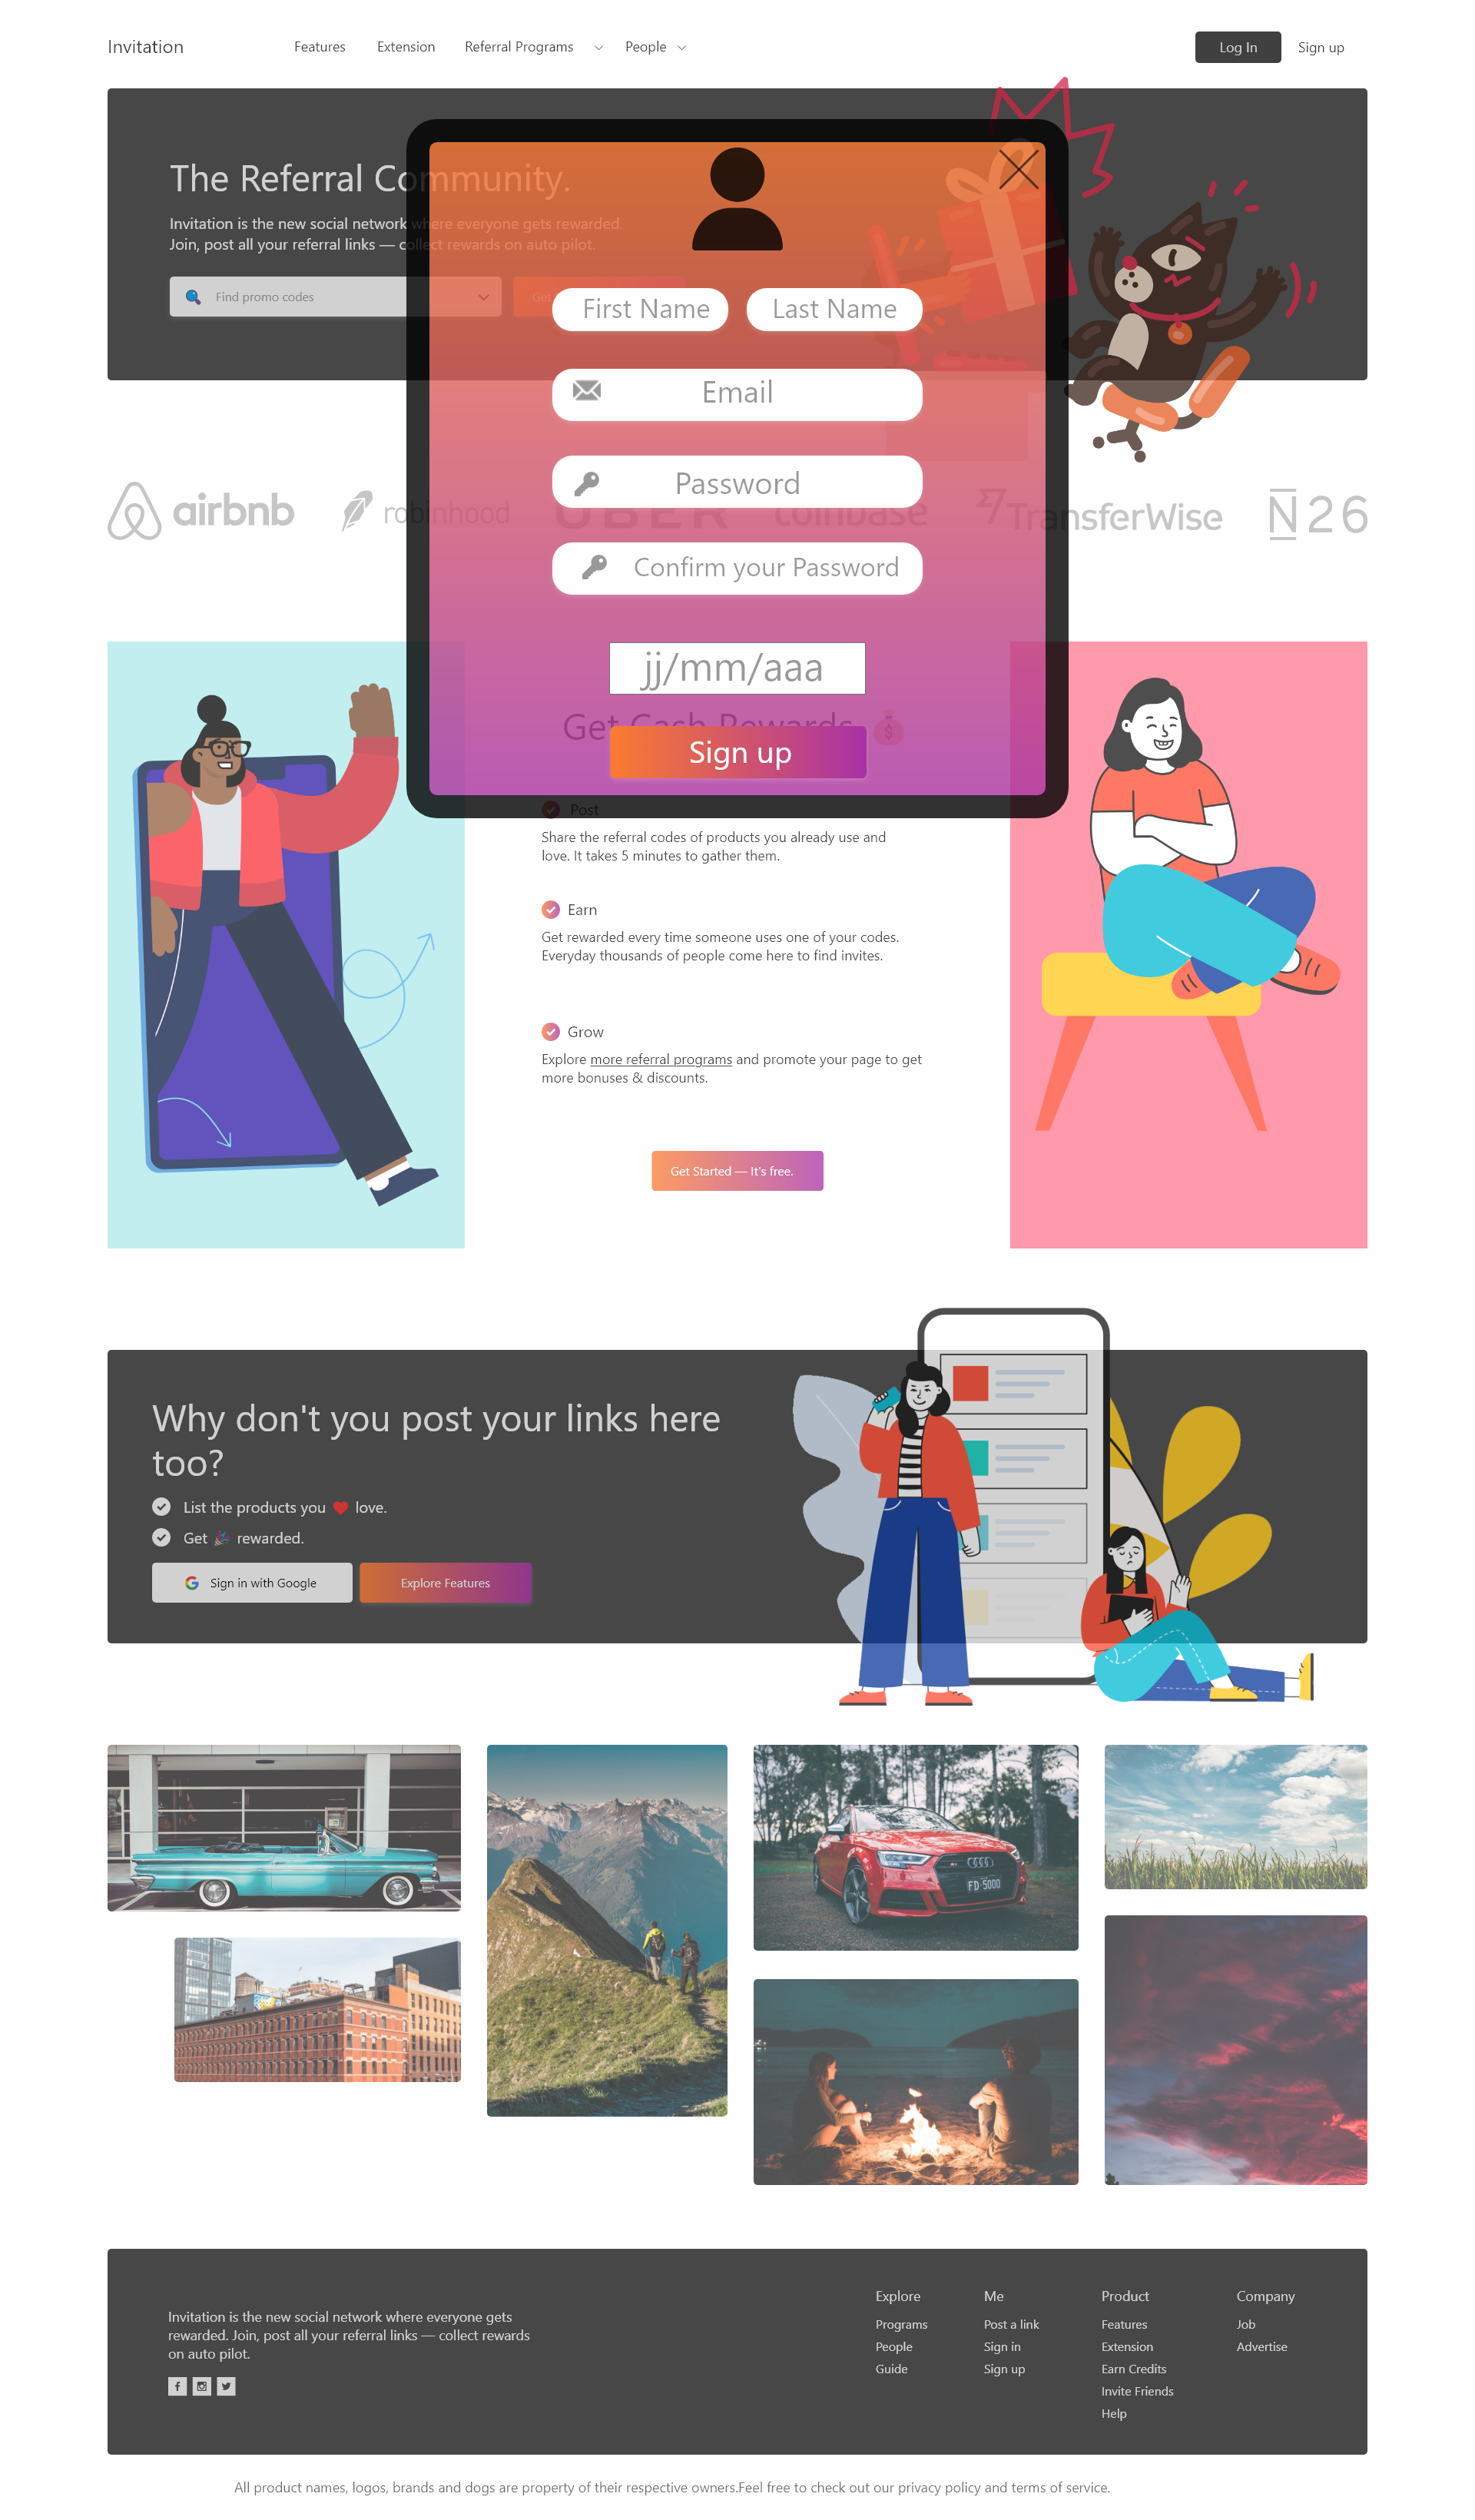 Invitation
Features
Extension
Referral Programs
People
Log In
Sign up
The Referral Community.
Invitation is the new social network where everyone gets rewarded.
Join, post all your referral links — collect rewards on auto pilot.
Find promo codes
Get
First Name
Last Name
Email
Password
Confirm your Password
airbnb
robinhood
UBER
coinbase
TransferWise
N26
jj/mm/aaa
Get Cash Rewards
Sign up
Post
Share the referral codes of products you already use and
love. It takes 5 minutes to gather them.
Earn
Get rewarded every time someone uses one of your codes.
Everyday thousands of people come here to find invites.
Grow
Explore more referral programs and promote your page to get
more bonuses & discounts.
Get Started — It's free.
Why don't you post your links here
too?
List the products you ❤ love.
Get 🎉 rewarded.
Sign in with Google
Explore Features
FD 5000
Invitation is the new social network where everyone gets
rewarded. Join, post all your referral links — collect rewards
on auto pilot.
Explore
Programs
People
Guide
Me
Post a link
Sign in
Sign up
Product
Features
Extension
Earn Credits
Invite Friends
Help
Company
Job
Advertise
All product names, logos, brands and dogs are property of their respective owners.Feel free to check out our privacy policy and terms of service.